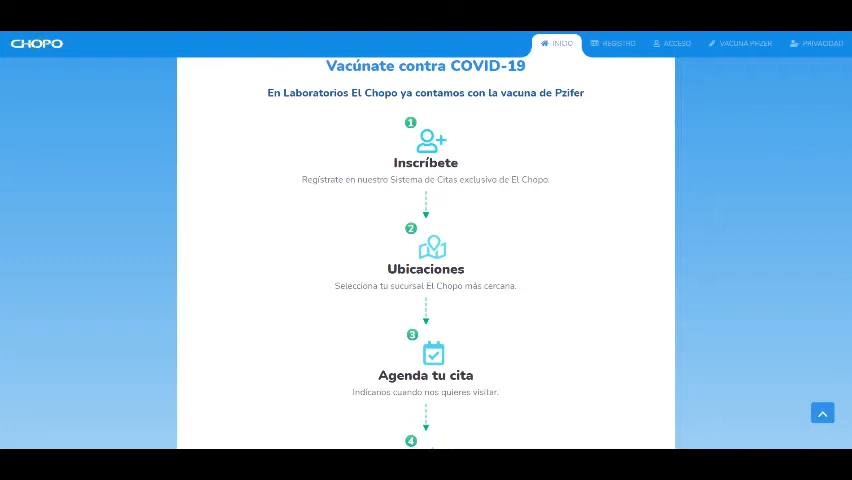 CHOPO
INICIO
REGISTRO
ACCESO
VACUNA PFIZER
PRIVACIDAD
Vacúnate contra COVID-19
En Laboratorios El Chopo ya contamos con la vacuna de Pzifer
1
Inscríbete
Regístrate en nuestro Sistema de Citas exclusivo de El Chopo.
2
Ubicaciones
Selecciona tu sucursal El Chopo más cercana.
3
Agenda tu cita
Indícanos cuando nos quieres visitar.
4